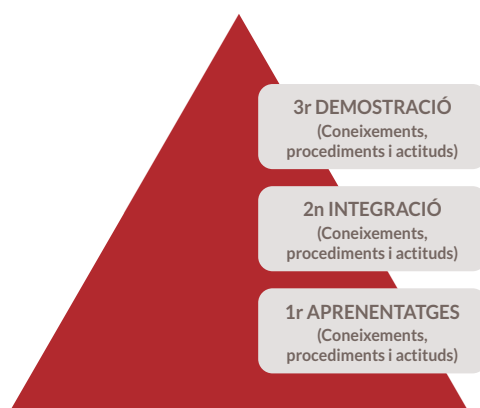 3r DEMOSTRACIÓ
(Coneixements,
procediments i actituds)
2n INTEGRACIÓ
(Coneixements,
procediments i actituds)
1r APRENENTATGES
(Coneixements,
procediments i actituds)